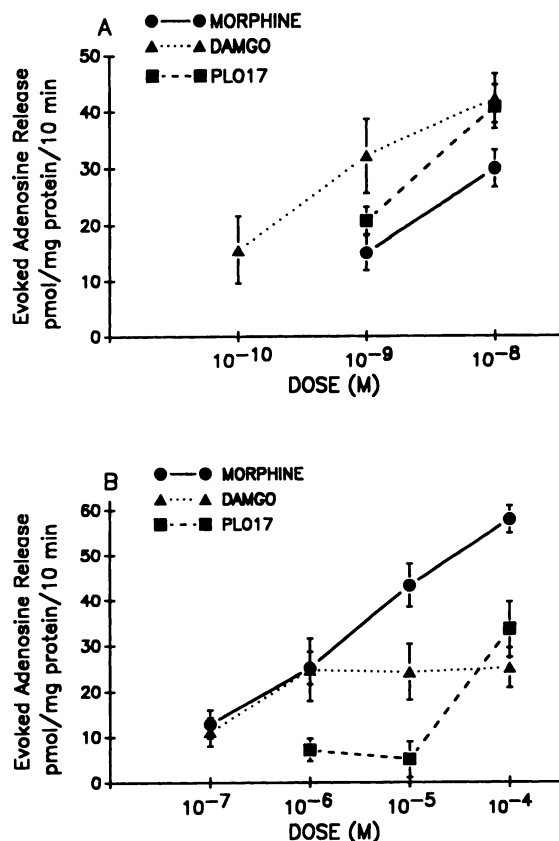 A
MORPHINE
DAMGO
PLO17
Evoked Adenosine Release
pmol/mg protein/10 min
50
40
30
20
10
0
10-10
10-9
10-8
DOSE (M)
B
MORPHINE
DAMGO
PLO17
Evoked Adenosine Release
pmol/mg protein/10 min
60
50
40
30
20
10
0
10-7
10-6
10-5
10-4
DOSE (M)